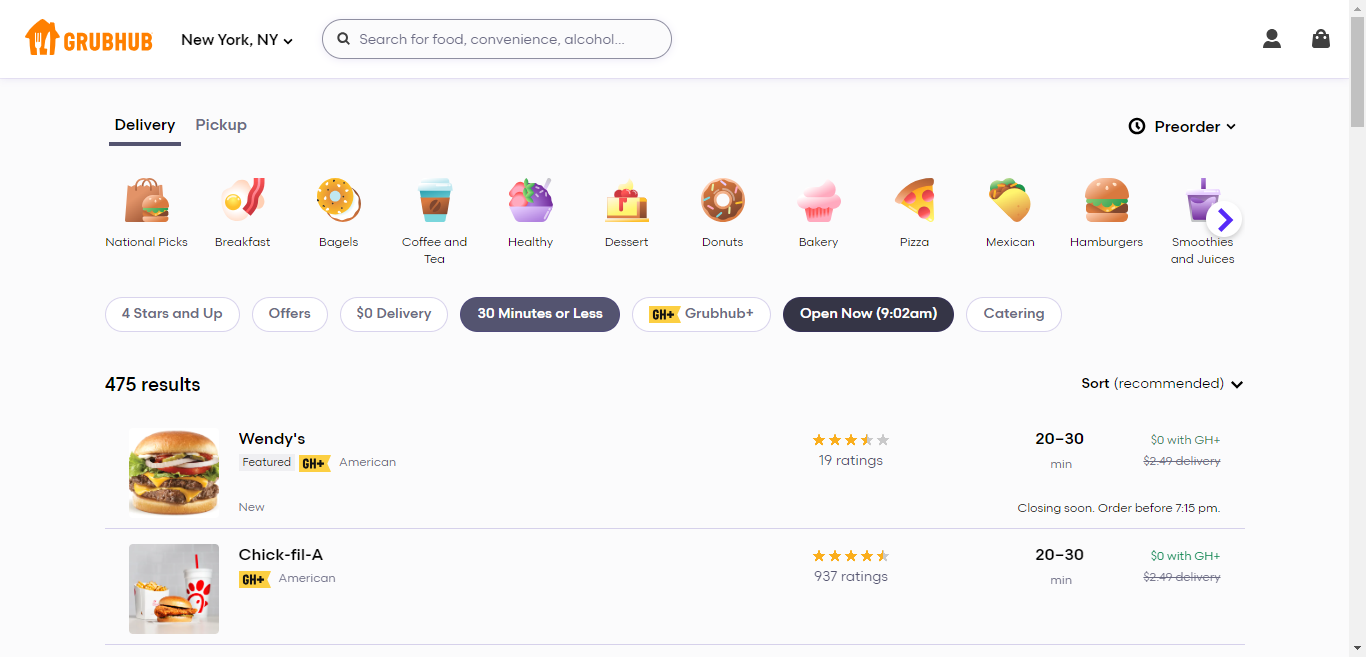 GRUBHUB
New York, NY
Search for food, convenience, alcohol...
Delivery
Pickup
Preorder
National Picks
Breakfast
Bagels
Coffee and
Tea
Healthy
Dessert
Donuts
Bakery
Pizza
Mexican
Hamburgers
Smoothies
and Juices
4 Stars and Up
Offers
$0 Delivery
30 Minutes or Less
GH+ Grubhub+
Open Now (9:02am)
Catering
475 results
Sort (recommended)
Wendy's
Featured GH+ American
New
19 ratings
20–30
min
$0 with GH+
$2.49 delivery
Closing soon. Order before 7:15 pm.
Chick-fil-A
GH+ American
937 ratings
20–30
min
$0 with GH+
$2.49 delivery